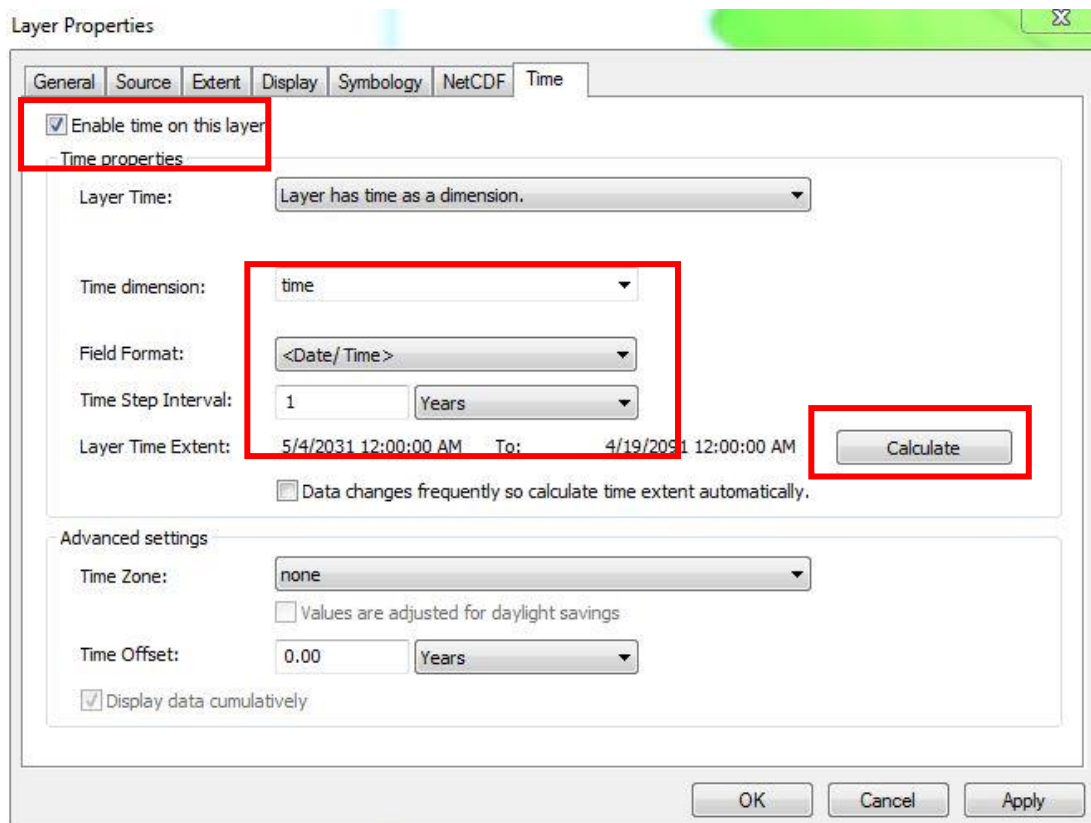 Layer Properties
General Source Extent Display Symbology NetCDF Time
Enable time on this layer
Time properties
Layer Time: Layer has time as a dimension.
Time dimension: time
Field Format: <Date/Time>
Time Step Interval: 1 Years
Layer Time Extent: 5/4/2031 12:00:00 AM To: 4/19/2091 12:00:00 AM Calculate
Data changes frequently so calculate time extent automatically.
Advanced settings
Time Zone: none
Values are adjusted for daylight savings
Time Offset: 0.00 Years
Display data cumulatively
OK Cancel Apply